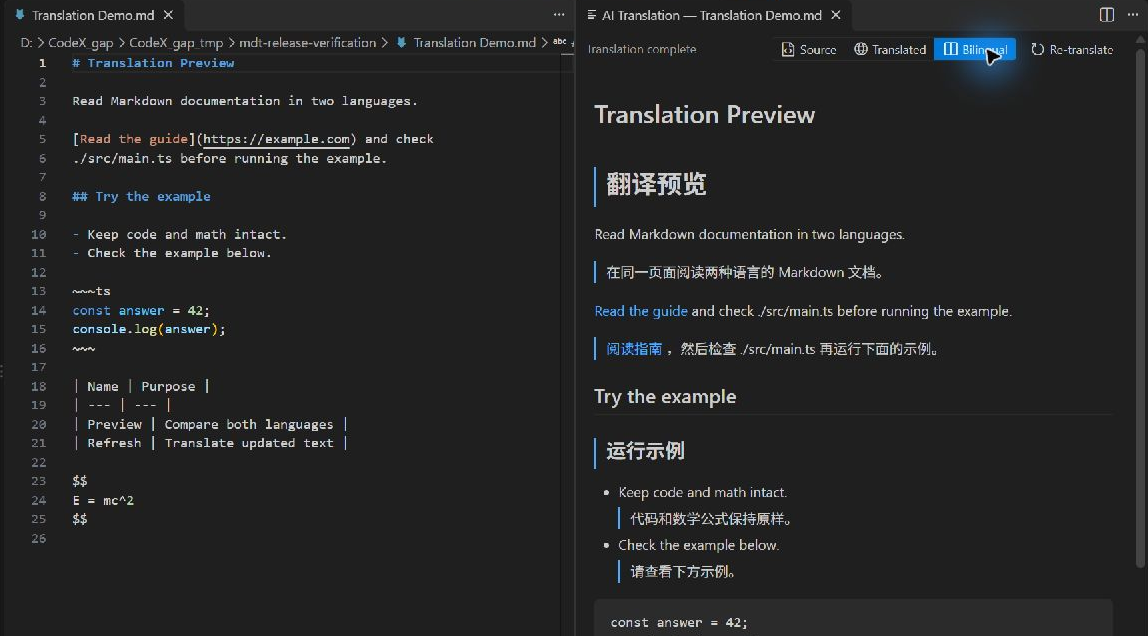 Translation Demo.md
D: > CodeX_gap > CodeX_gap_tmp > mdt-release-verification > Translation Demo.md > abc
1 # Translation Preview
2
3 Read Markdown documentation in two languages.
4
5 [Read the guide](https://example.com) and check
6 ./src/main.ts before running the example.
7
8 ## Try the example
9
10 - Keep code and math intact.
11 - Check the example below.
12
13 ~~~ts
14 const answer = 42;
15 console.log(answer);
16 ~~~
17
18 | Name | Purpose |
19 | --- | --- |
20 | Preview | Compare both languages |
21 | Refresh | Translate updated text |
22
23 $$
24 E = mc^2
25 $$
26
AI Translation — Translation Demo.md
Translation complete
Source Translated Bilingual Re-translate
Translation Preview
翻译预览
Read Markdown documentation in two languages.
在同一页面阅读两种语言的 Markdown 文档。
Read the guide and check ./src/main.ts before running the example.
阅读指南 ，然后检查 ./src/main.ts 再运行下面的示例。
Try the example
运行示例
• Keep code and math intact.
代码和数学公式保持原样。
• Check the example below.
请查看下方示例。
const answer = 42;